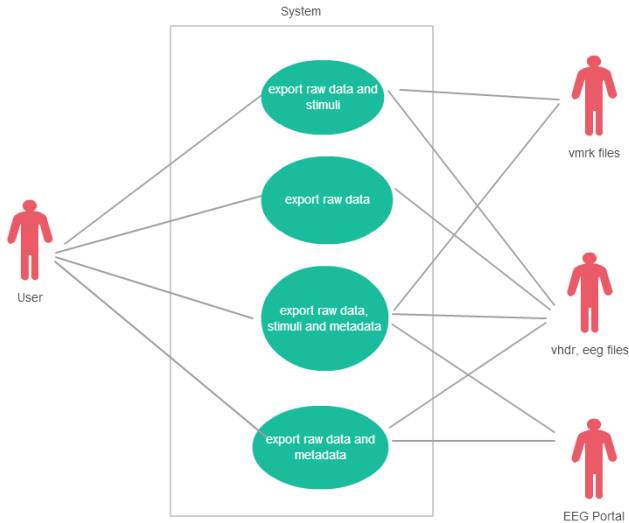 System
export raw data and
stimuli
vmrk files
export raw data
User
export raw data,
stimuli and metadata
vhdr, eeg files
export raw data and
metadata
EEG Portal